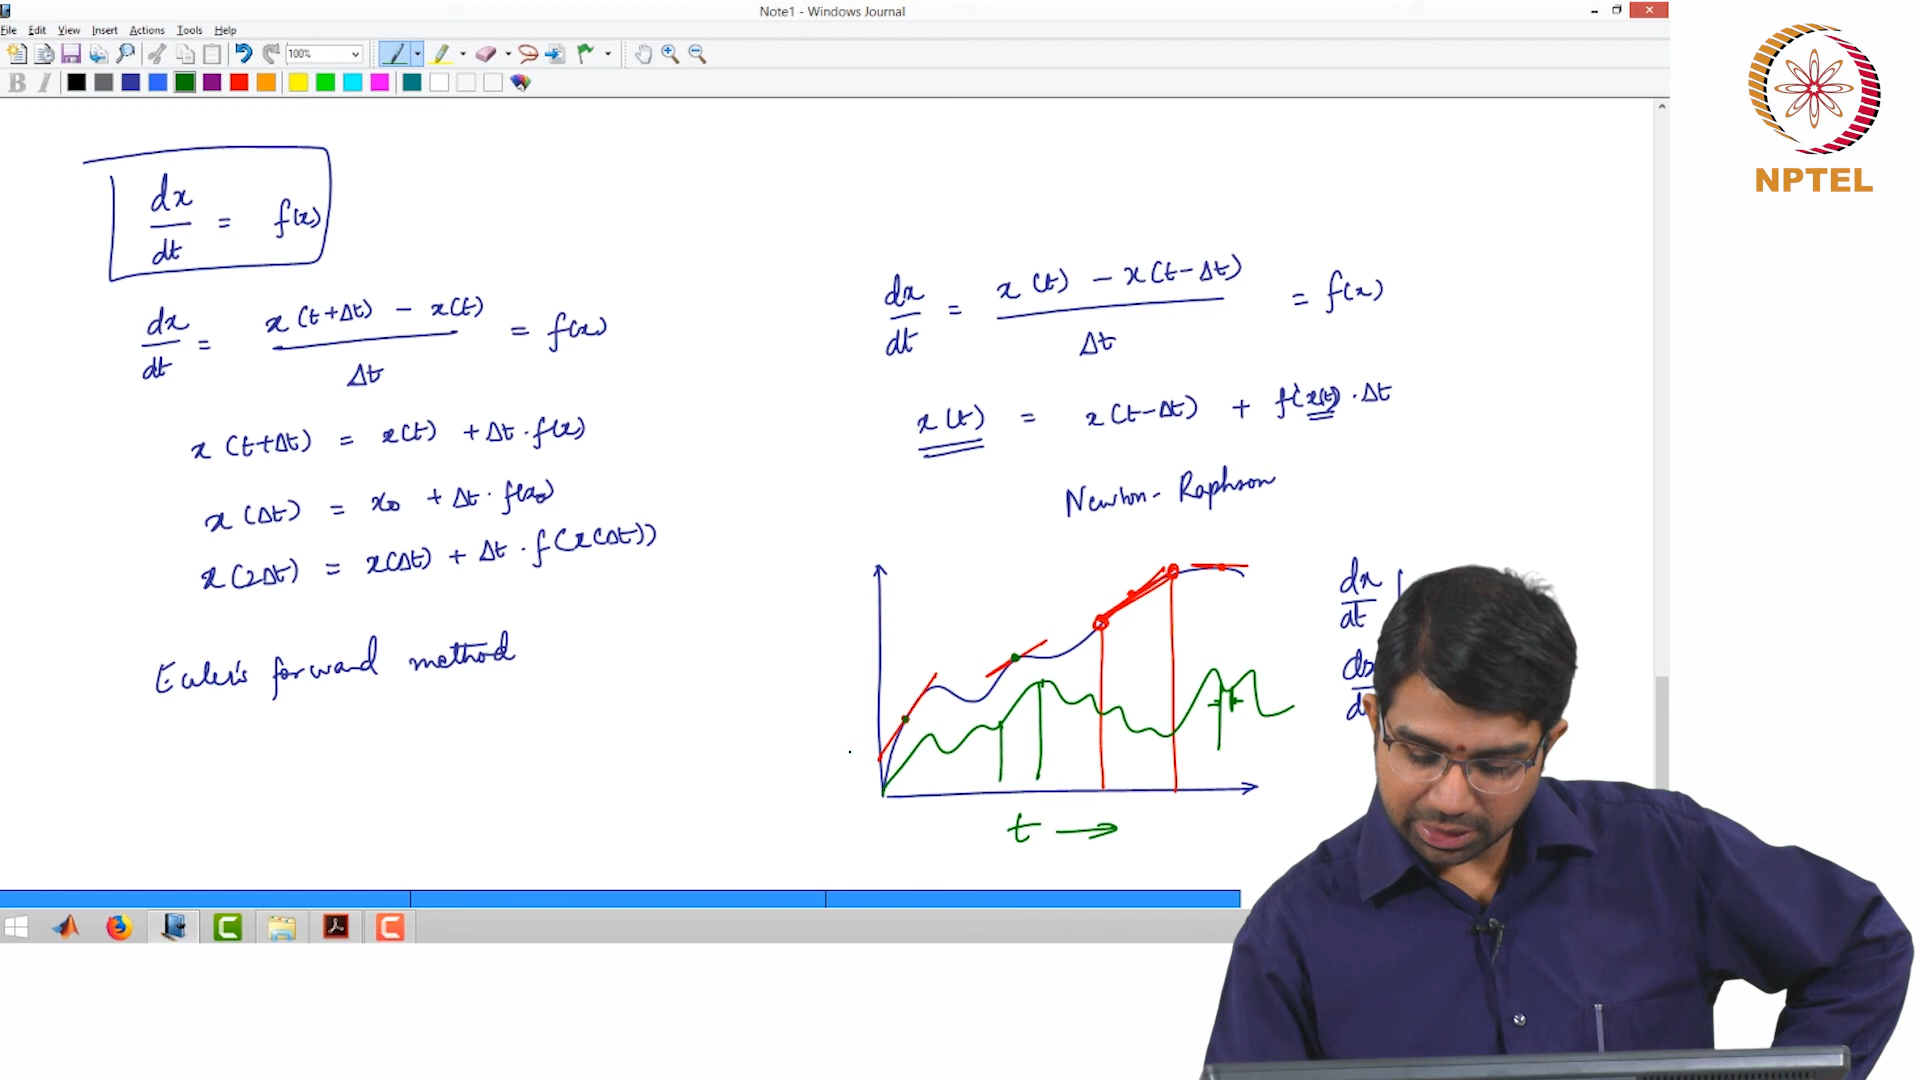 Note1 - Windows Journal
File Edit View Insert Actions Tools Help
100%
B I
NPTEL
dx/dt = f(x)
dx/dt = (x(t+Δt) - x(t))/Δt = f(x)
x(t+Δt) = x(t) + Δt · f(x)
x(Δt) = x₀ + Δt · f(x₀)
x(2Δt) = x(Δt) + Δt · f(x(Δt))
Euler's forward method
dx/dt = (x(t) - x(t-Δt))/Δt = f(x)
x(t) = x(t-Δt) + f(x(t)) · Δt
Newton-Raphson
dx/dt
t